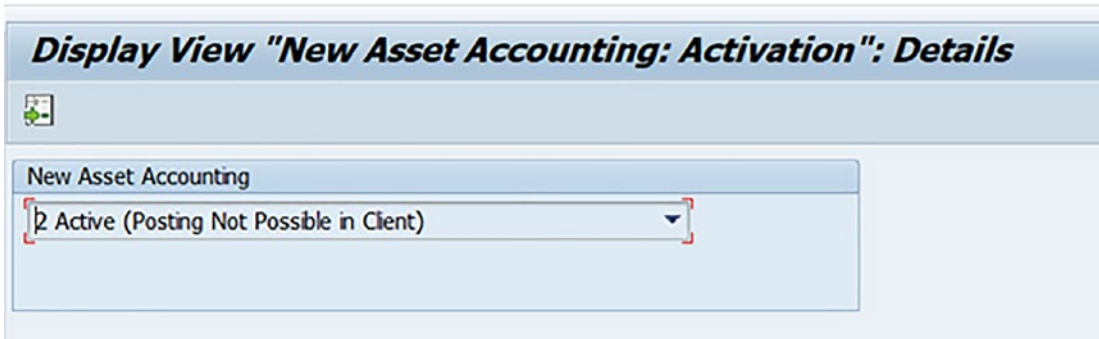 Display View "New Asset Accounting: Activation": Details
New Asset Accounting
2 Active (Posting Not Possible in Client)